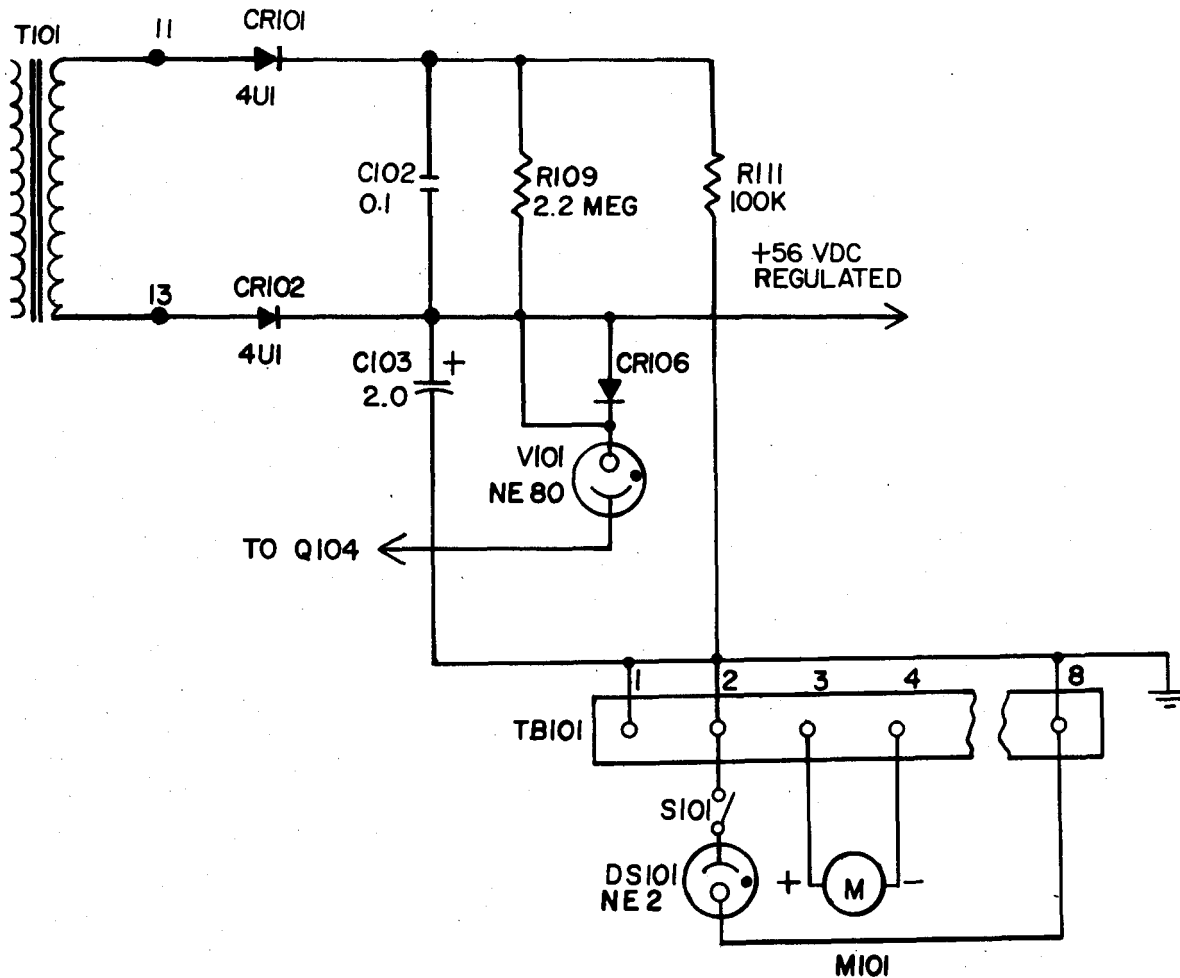 T101
11
CR101
4U1
C102
0.1
R109
2.2 MEG
R111
100K
+56 VDC
REGULATED
13
CR102
4U1
C103 +
2.0
CR106
V101
NE 80
TO Q104
1 2 3 4 8
TB101
S101
DS101
NE 2
+ M -
M101